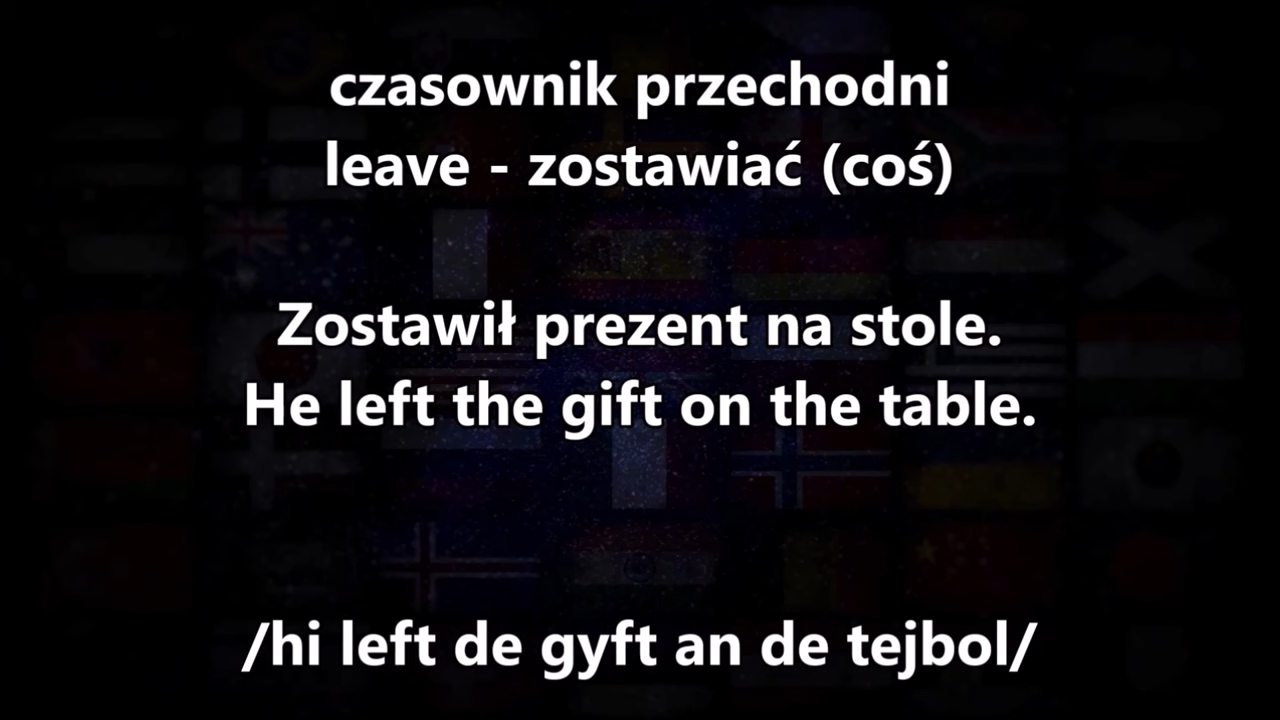 czasownik przechodni
leave - zostawiać (coś)
Zostawił prezent na stole.
He left the gift on the table.
/hi left de gyft an de tejbol/